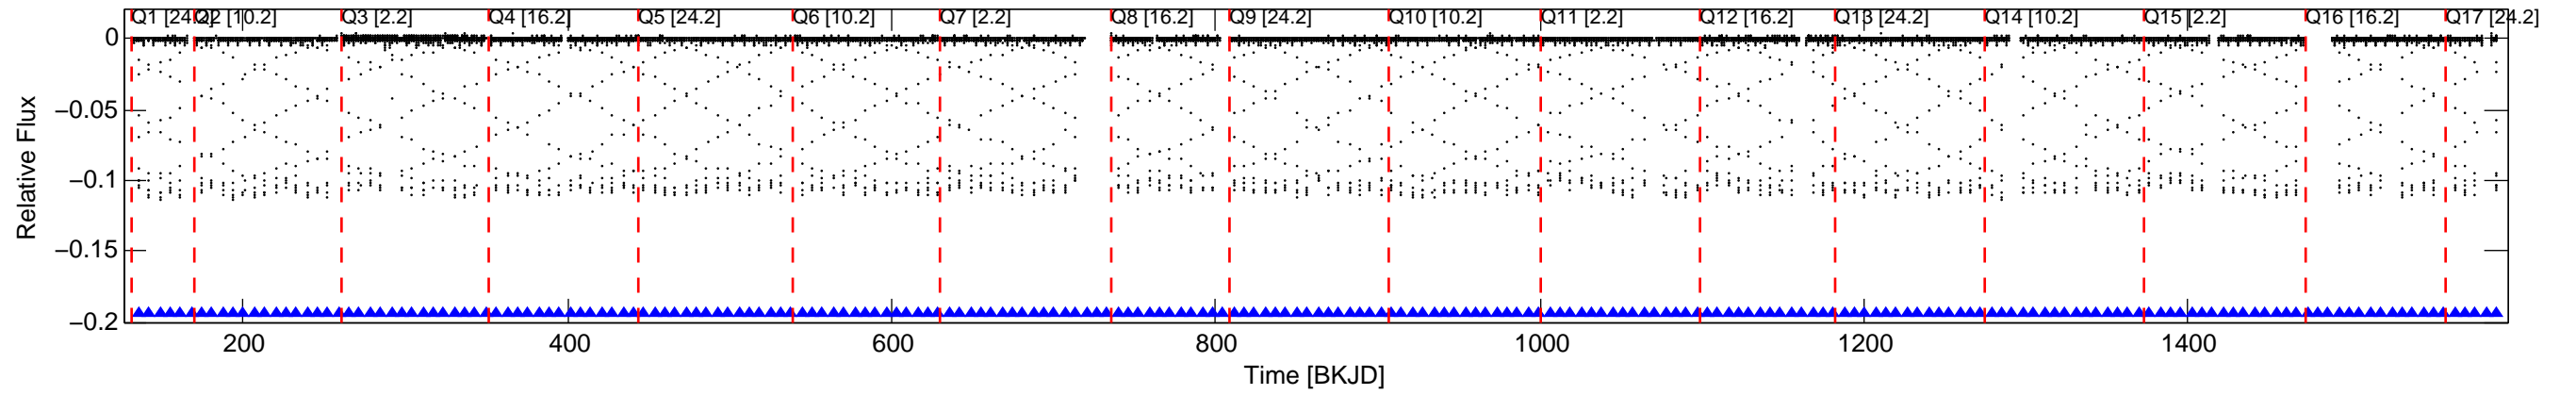 Q1 [24.2] Q2 [10.2] Q3 [2.2] Q4 [16.2] Q5 [24.2] Q6 [10.2] Q7 [2.2] Q8 [16.2] Q9 [24.2] Q10 [10.2] Q11 [2.2] Q12 [16.2] Q13 [24.2] Q14 [10.2] Q15 [2.2] Q16 [16.2] Q17 [24.2]
0
−0.05
−0.1
−0.15
−0.2
Relative Flux
200 400 600 800 1000 1200 1400
Time [BKJD]